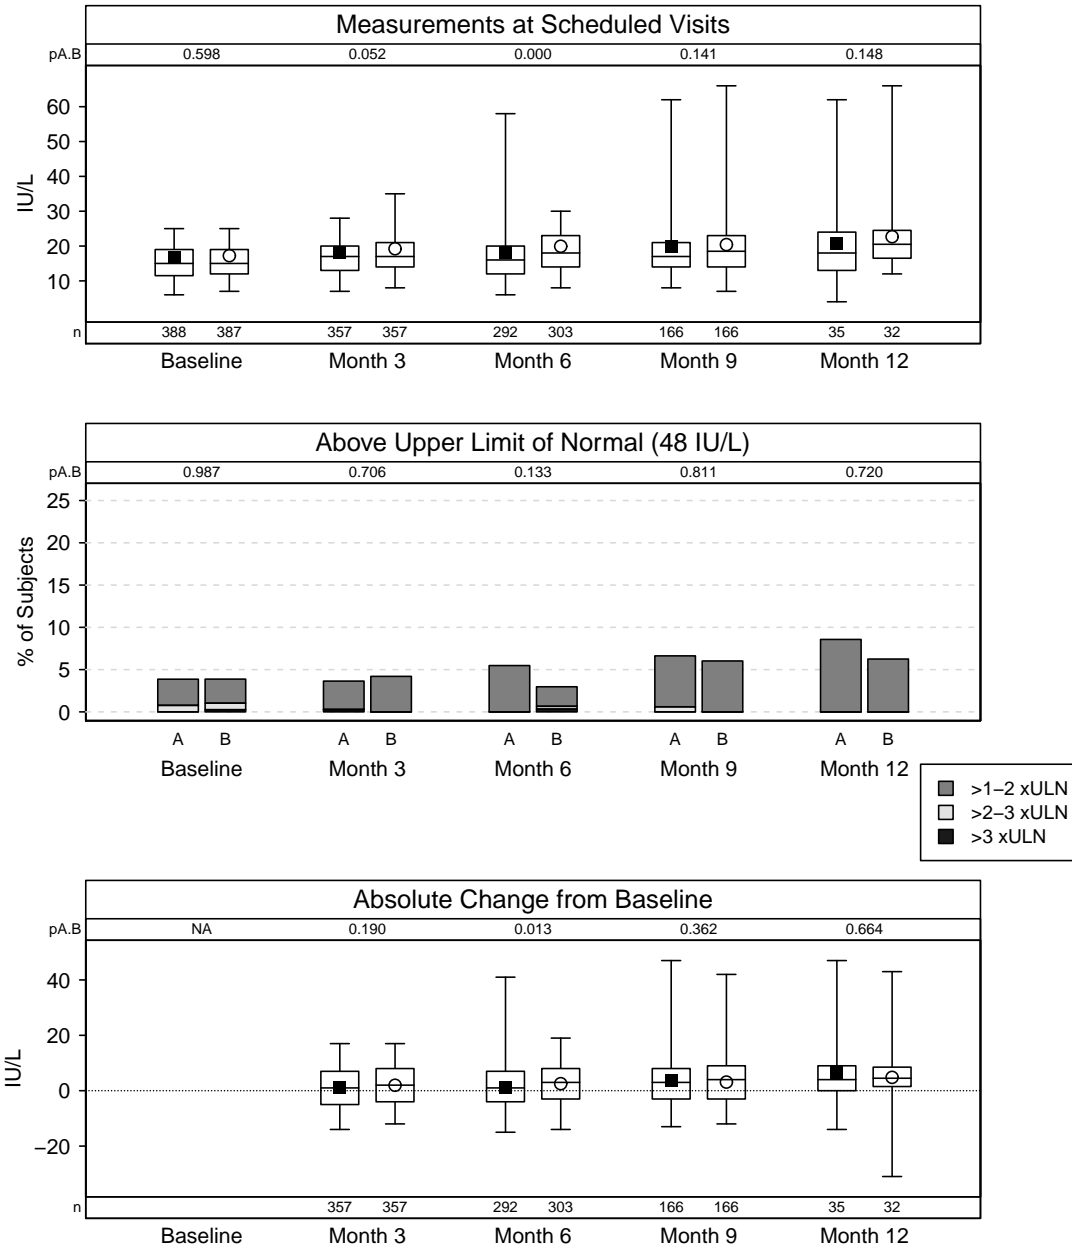 Measurements at Scheduled Visits
pA.B 0.598 0.052 0.000 0.141 0.148
60
50
40
30
20
10
IU/L
n 388 387 357 357 292 303 166 166 35 32
Baseline Month 3 Month 6 Month 9 Month 12
Above Upper Limit of Normal (48 IU/L)
pA.B 0.987 0.706 0.133 0.811 0.720
25
20
15
10
5
0
% of Subjects
A B A B A B A B A B
Baseline Month 3 Month 6 Month 9 Month 12
>1−2 xULN
>2−3 xULN
>3 xULN
Absolute Change from Baseline
pA.B NA 0.190 0.013 0.362 0.664
40
20
0
−20
IU/L
n 357 357 292 303 166 166 35 32
Baseline Month 3 Month 6 Month 9 Month 12